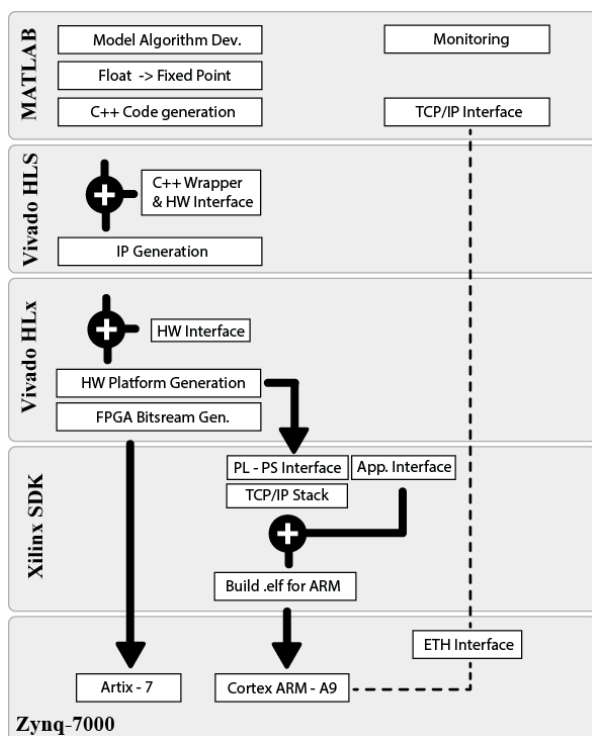 MATLAB
Model Algorithm Dev.
Float -> Fixed Point
C++ Code generation
Monitoring
TCP/IP Interface
Vivado HLS
C++ Wrapper
& HW Interface
IP Generation
Vivado HLx
HW Interface
HW Platform Generation
FPGA Bitsream Gen.
Xilinx SDK
PL - PS Interface
App. Interface
TCP/IP Stack
Build .elf for ARM
ETH Interface
Artix - 7
Cortex ARM - A9
Zynq-7000